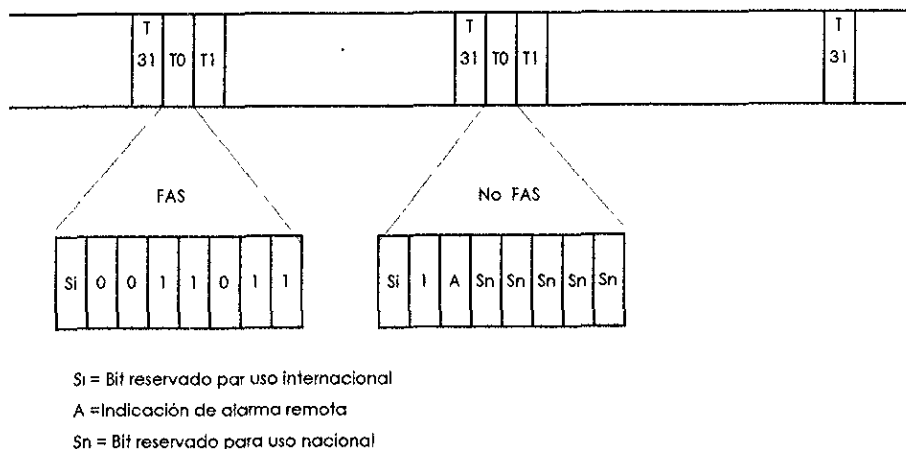 T T T
31 T0 T1 31 T0 T1 31
FAS No FAS
Si 0 0 1 1 0 1 1 Si 1 A Sn Sn Sn Sn Sn
Si = Bit reservado par uso internacional
A =Indicación de alarma remota
Sn = Bit reservado para uso nacional